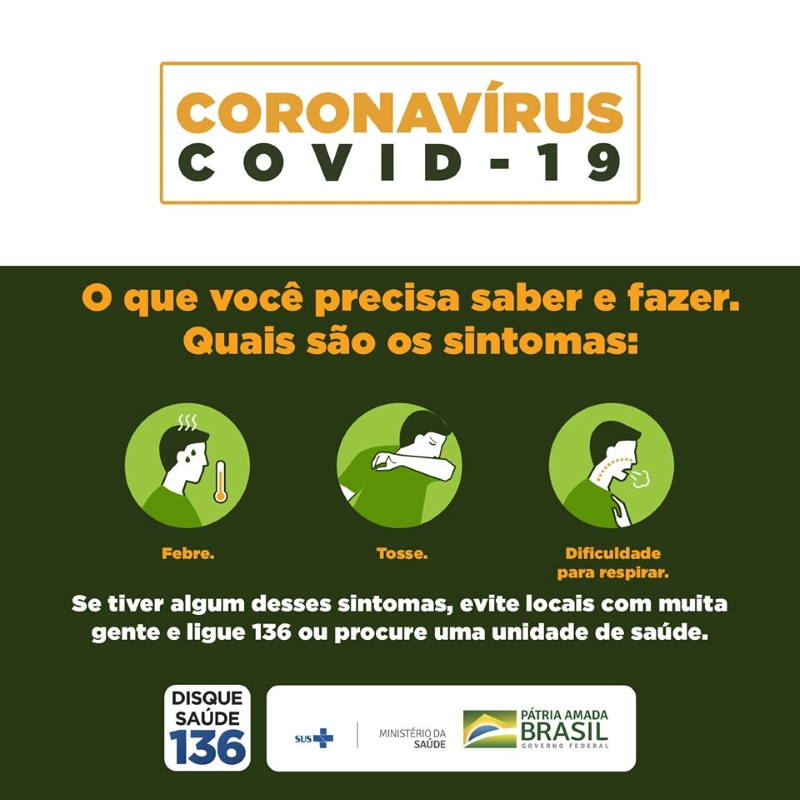 CORONAVÍRUS
COVID-19
O que você precisa saber e fazer.
Quais são os sintomas:
Febre.
Tosse.
Dificuldade
para respirar.
Se tiver algum desses sintomas, evite locais com muita
gente e ligue 136 ou procure uma unidade de saúde.
DISQUE
SAÚDE
136
SUS
MINISTÉRIO DA
SAÚDE
PÁTRIA AMADA
BRASIL
GOVERNO FEDERAL